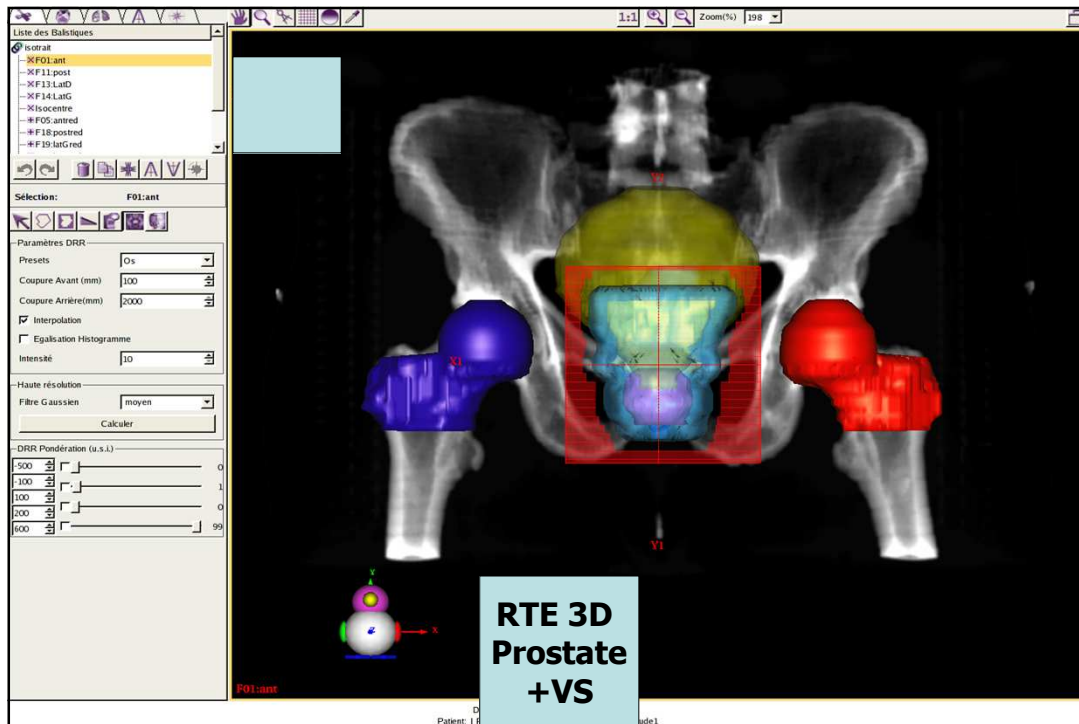 1:1
Zoom(%)
198
Liste des Balistiques
isotrait
F01:ant
F11:post
F13:LatD
F14:LatG
Isocentre
F05:antred
F18:postred
F19:latGred
Sélection: F01:ant
Paramètres DRR
Presets Os
Coupure Avant (mm) 100
Coupure Arrière(mm) 2000
Interpolation
Egalisation Histogramme
Intensité 10
Haute résolution
Filtre Gaussien moyen
Calculer
DRR Pondération (u.s.i.)
-500 0
-100 1
100 0
200 99
600
X1
Y1
Y
X
Z
F01:ant
RTE 3D
Prostate
+VS
Patient: